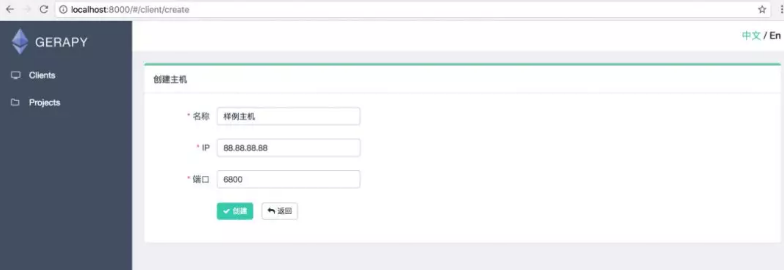 localhost:8000/#/client/create
GERAPY
中文 / En
Clients
Projects
创建主机
* 名称 样例主机
* IP 88.88.88.88
* 端口 6800
创建 返回